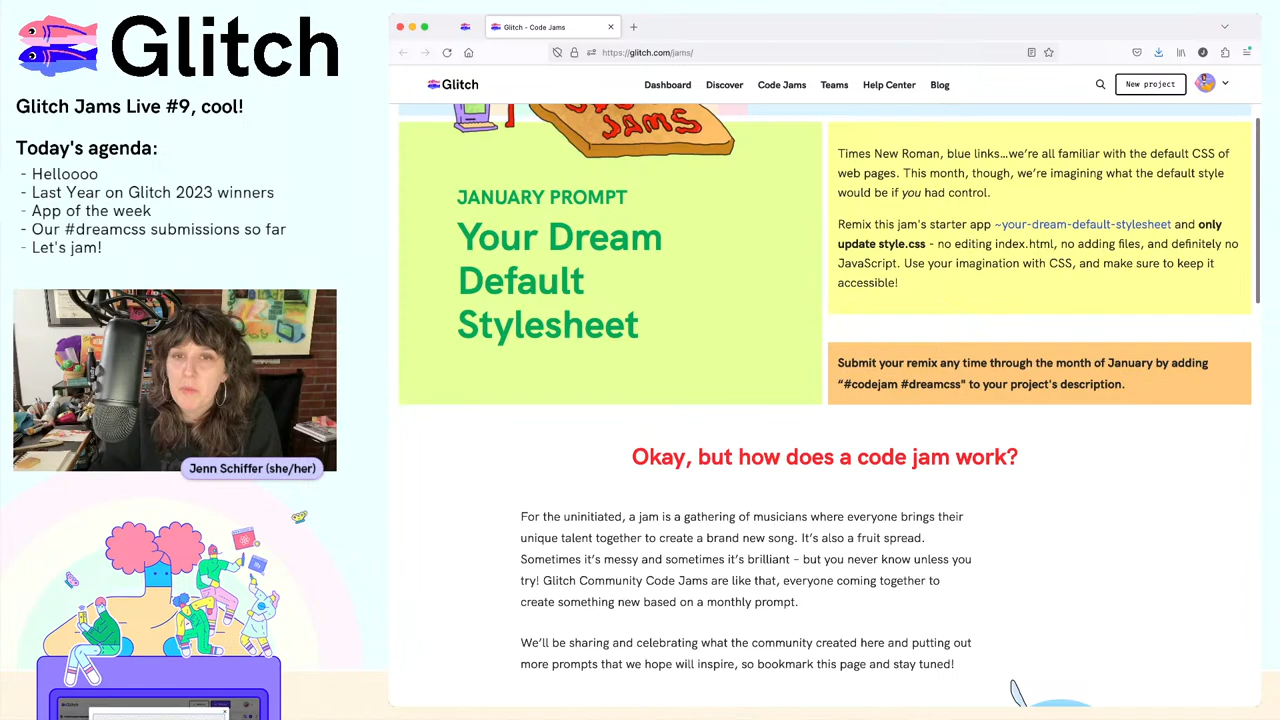 Glitch
Glitch Jams Live #9, cool!
Today's agenda:
- Helloooo
- Last Year on Glitch 2023 winners
- App of the week
- Our #dreamcss submissions so far
- Let's jam!
Jenn Schiffer (she/her)
Glitch - Code Jams
https://glitch.com/jams/
Glitch
Dashboard
Discover
Code Jams
Teams
Help Center
Blog
New project
JAMS
JANUARY PROMPT
Your Dream
Default
Stylesheet
Times New Roman, blue links…we’re all familiar with the default CSS of
web pages. This month, though, we’re imagining what the default style
would be if you had control.
Remix this jam's starter app ~your-dream-default-stylesheet and only
update style.css - no editing index.html, no adding files, and definitely no
JavaScript. Use your imagination with CSS, and make sure to keep it
accessible!
Submit your remix any time through the month of January by adding
“#codejam #dreamcss" to your project's description.
Okay, but how does a code jam work?
For the uninitiated, a jam is a gathering of musicians where everyone brings their
unique talent together to create a brand new song. It’s also a fruit spread.
Sometimes it’s messy and sometimes it’s brilliant – but you never know unless you
try! Glitch Community Code Jams are like that, everyone coming together to
create something new based on a monthly prompt.
We’ll be sharing and celebrating what the community created here and putting out
more prompts that we hope will inspire, so bookmark this page and stay tuned!
Glitch